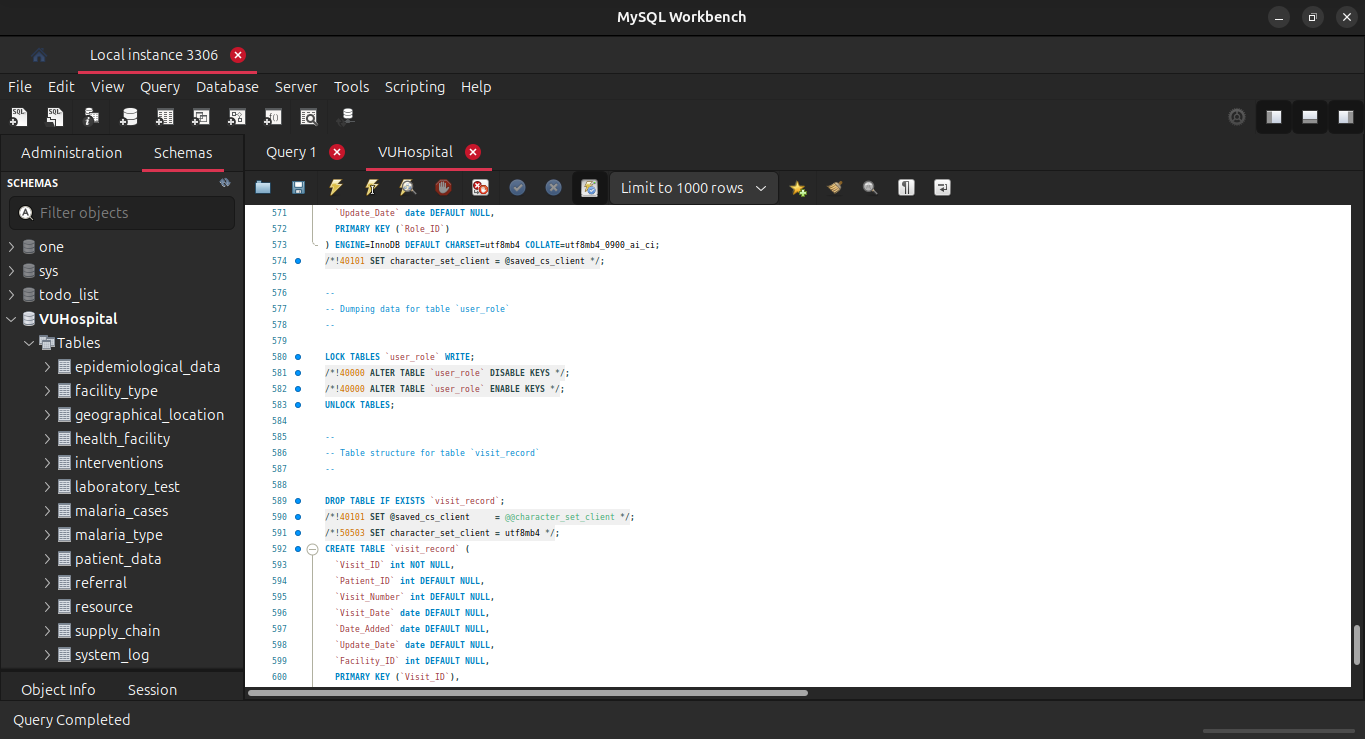 MySQL Workbench
Local instance 3306
File Edit View Query Database Server Tools Scripting Help
Administration Schemas
Query 1 VUHospital
SCHEMAS
Limit to 1000 rows
Filter objects
one
sys
todo_list
VUHospital
Tables
epidemiological_data
facility_type
geographical_location
health_facility
interventions
laboratory_test
malaria_cases
malaria_type
patient_data
referral
resource
supply_chain
system_log
571 `Update_Date` date DEFAULT NULL,
572 PRIMARY KEY (`Role_ID`)
573 ) ENGINE=InnoDB DEFAULT CHARSET=utf8mb4 COLLATE=utf8mb4_0900_ai_ci;
574 /*!40101 SET character_set_client = @saved_cs_client */;
575
576 --
577 -- Dumping data for table `user_role`
578 --
579
580 LOCK TABLES `user_role` WRITE;
581 /*!40000 ALTER TABLE `user_role` DISABLE KEYS */;
582 /*!40000 ALTER TABLE `user_role` ENABLE KEYS */;
583 UNLOCK TABLES;
584
585 --
586 -- Table structure for table `visit_record`
587 --
588
589 DROP TABLE IF EXISTS `visit_record`;
590 /*!40101 SET @saved_cs_client     = @@character_set_client */;
591 /*!50503 SET character_set_client = utf8mb4 */;
592 CREATE TABLE `visit_record` (
593 `Visit_ID` int NOT NULL,
594 `Patient_ID` int DEFAULT NULL,
595 `Visit_Number` int DEFAULT NULL,
596 `Visit_Date` date DEFAULT NULL,
597 `Date_Added` date DEFAULT NULL,
598 `Update_Date` date DEFAULT NULL,
599 `Facility_ID` int DEFAULT NULL,
600 PRIMARY KEY (`Visit_ID`),
Object Info Session
Query Completed